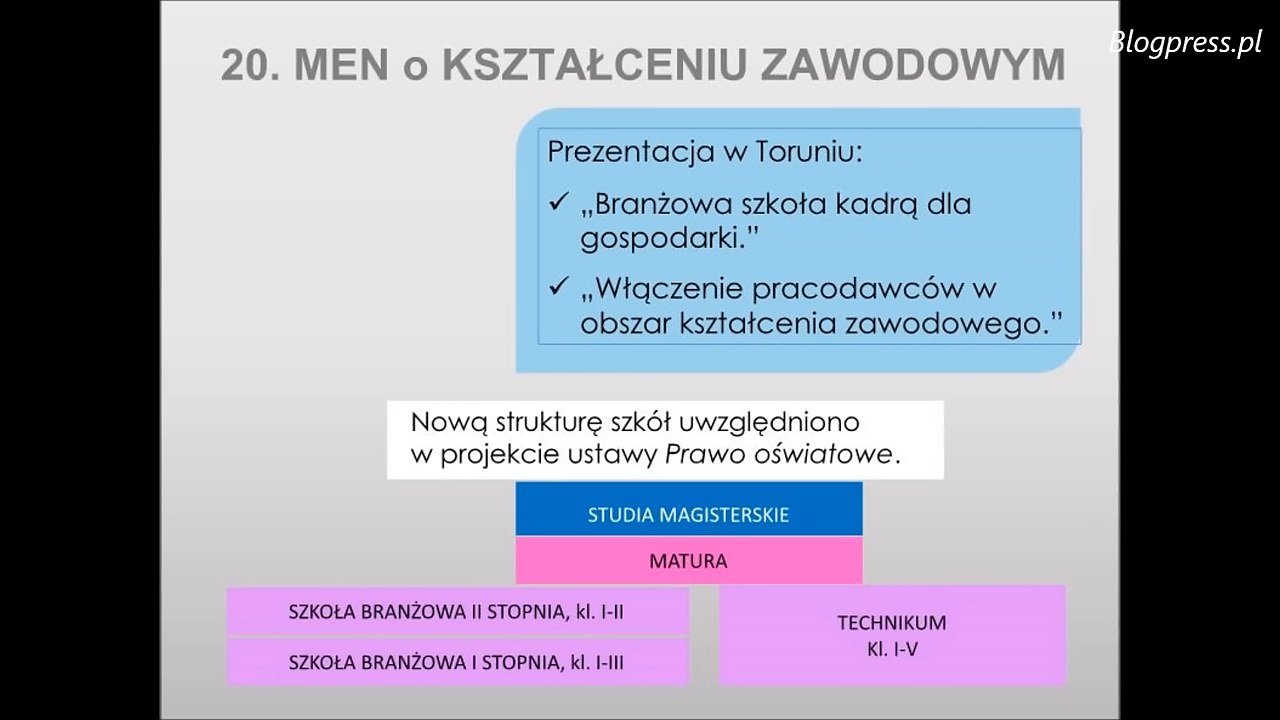 Blogpress.pl
20. MEN o KSZTAŁCENIU ZAWODOWYM
Prezentacja w Toruniu:
✓ „Branżowa szkoła kadrą dla
gospodarki.”
✓ „Włączenie pracodawców w
obszar kształcenia zawodowego.”
Nową strukturę szkół uwzględniono
w projekcie ustawy Prawo oświatowe.
STUDIA MAGISTERSKIE
MATURA
SZKOŁA BRANŻOWA II STOPNIA, kl. I-II
SZKOŁA BRANŻOWA I STOPNIA, kl. I-III
TECHNIKUM
Kl. I-V